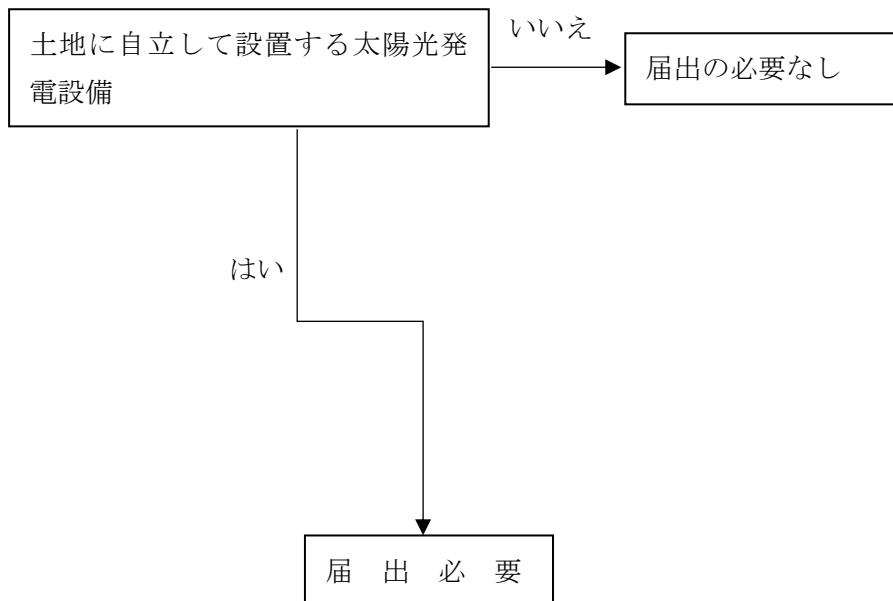 土地に自立して設置する太陽光発
電設備
いいえ
届出の必要なし
はい
届 出 必 要